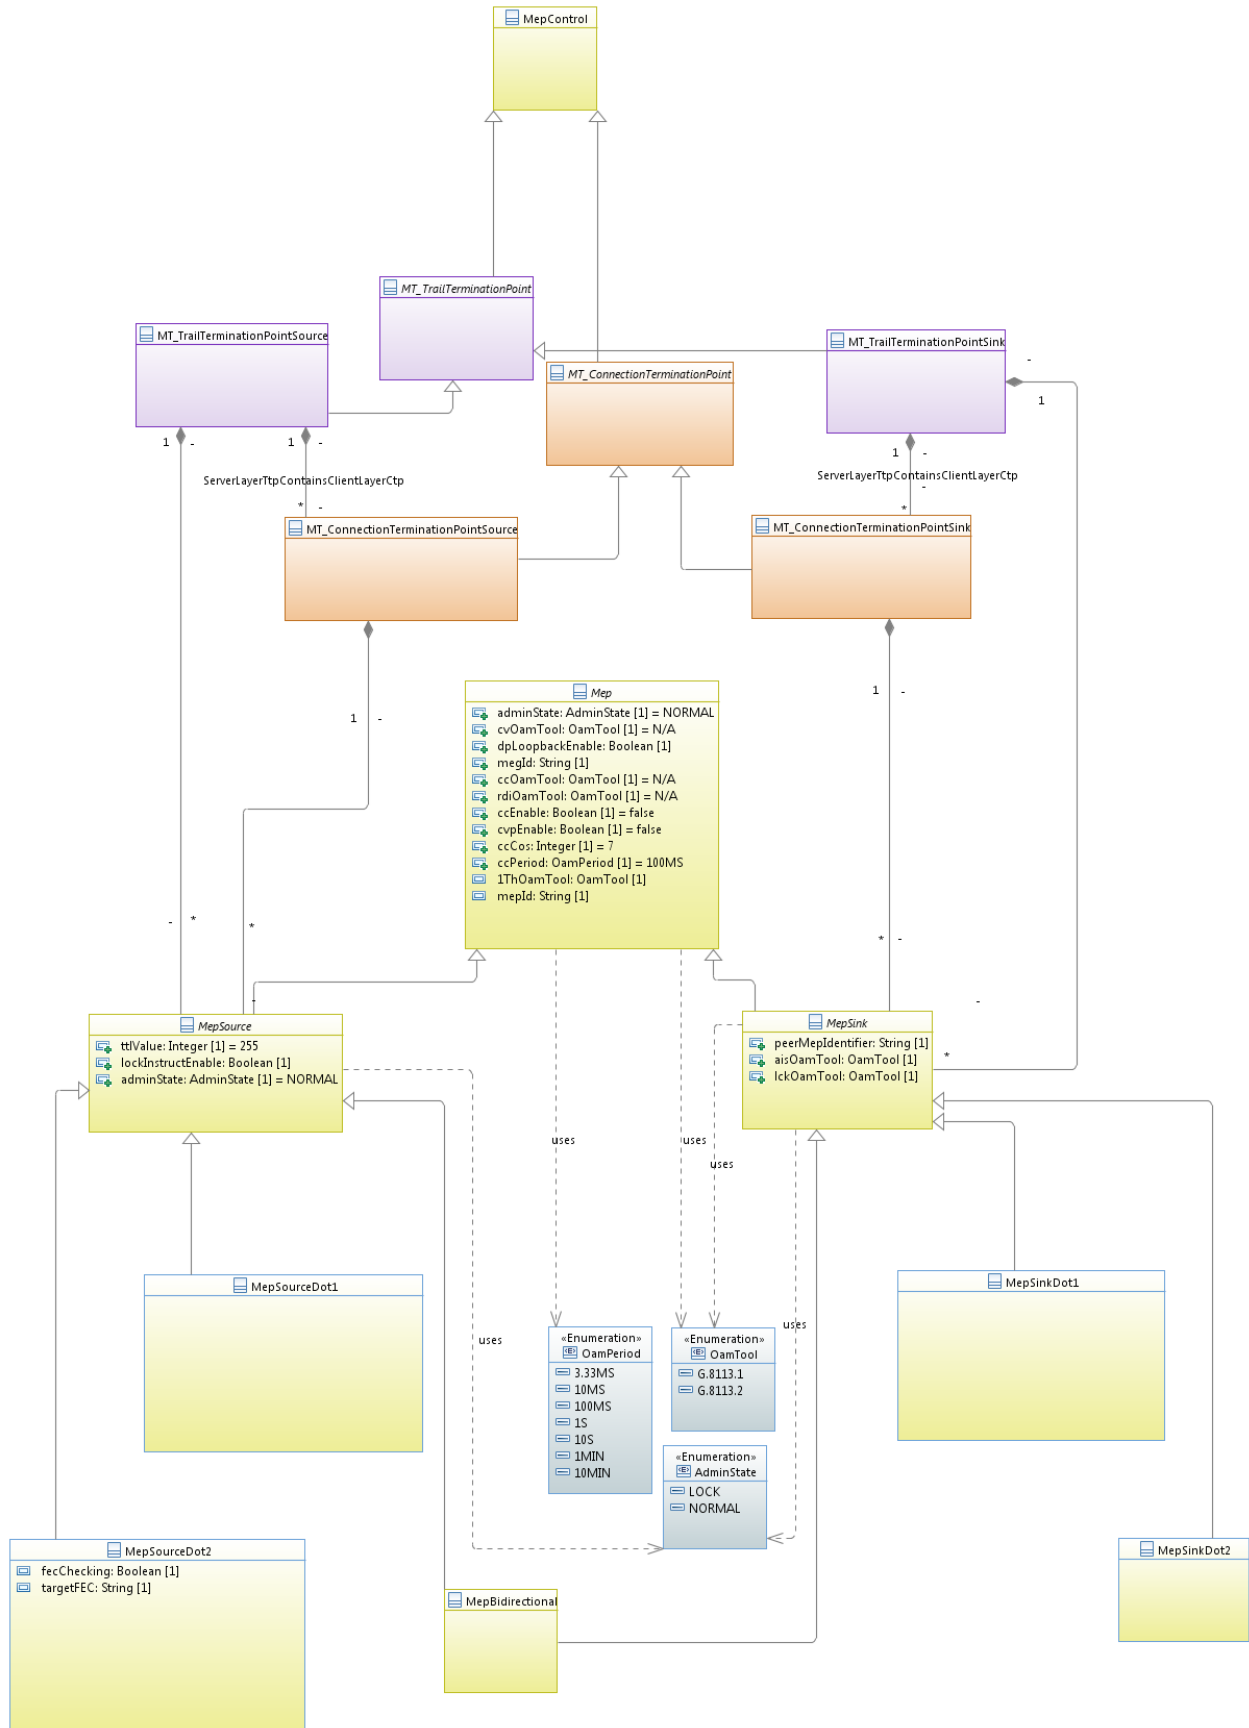 MepControl
MT_TrailTerminationPoint
MT_TrailTerminationPointSource
MT_TrailTerminationPointSink
MT_ConnectionTerminationPoint
-
1
1
-
1
-
1
-
ServerLayerTtpContainsClientLayerCtp
ServerLayerTtpContainsClientLayerCtp
-
*
-
*
MT_ConnectionTerminationPointSource
MT_ConnectionTerminationPointSink
Mep
adminState: AdminState [1] = NORMAL
cvOamTool: OamTool [1] = N/A
dpLoopbackEnable: Boolean [1]
megId: String [1]
ccOamTool: OamTool [1] = N/A
rdiOamTool: OamTool [1] = N/A
ccEnable: Boolean [1] = false
cvpEnable: Boolean [1] = false
ccCos: Integer [1] = 7
ccPeriod: OamPeriod [1] = 100MS
1ThOamTool: OamTool [1]
mepId: String [1]
1
-
1
-
-
*
*
*
-
-
-
MepSource
ttlValue: Integer [1] = 255
lockInstructEnable: Boolean [1]
adminState: AdminState [1] = NORMAL
MepSink
peerMepIdentifier: String [1]
aisOamTool: OamTool [1]
lckOamTool: OamTool [1]
*
uses
uses
uses
uses
uses
MepSourceDot1
MepSinkDot1
«Enumeration»
OamPeriod
3.33MS
10MS
100MS
1S
10S
1MIN
10MIN
«Enumeration»
OamTool
G.8113.1
G.8113.2
«Enumeration»
AdminState
LOCK
NORMAL
MepSourceDot2
fecChecking: Boolean [1]
targetFEC: String [1]
MepBidirectional
MepSinkDot2